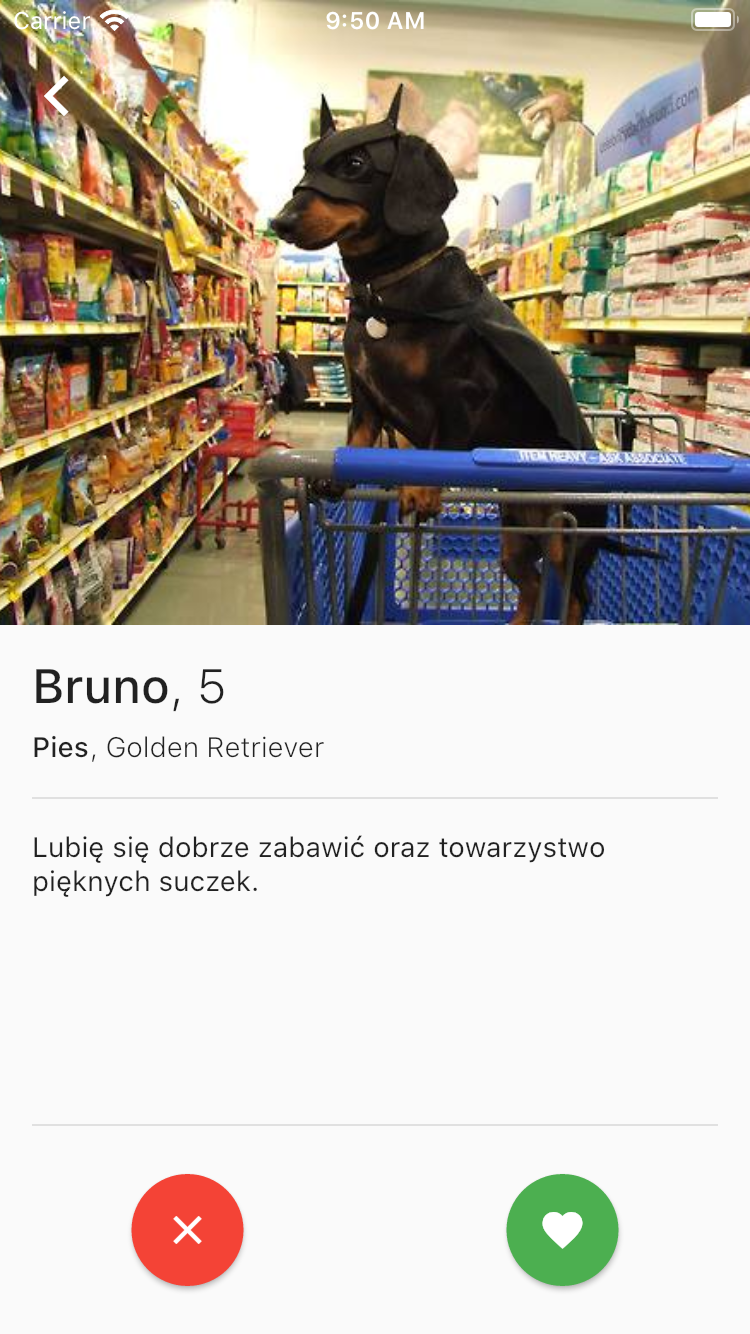 Carrier 9:50 AM
ITEM HEAVY - ASK ASSOCIATE
Bruno, 5
Pies, Golden Retriever
Lubię się dobrze zabawić oraz towarzystwo
pięknych suczek.